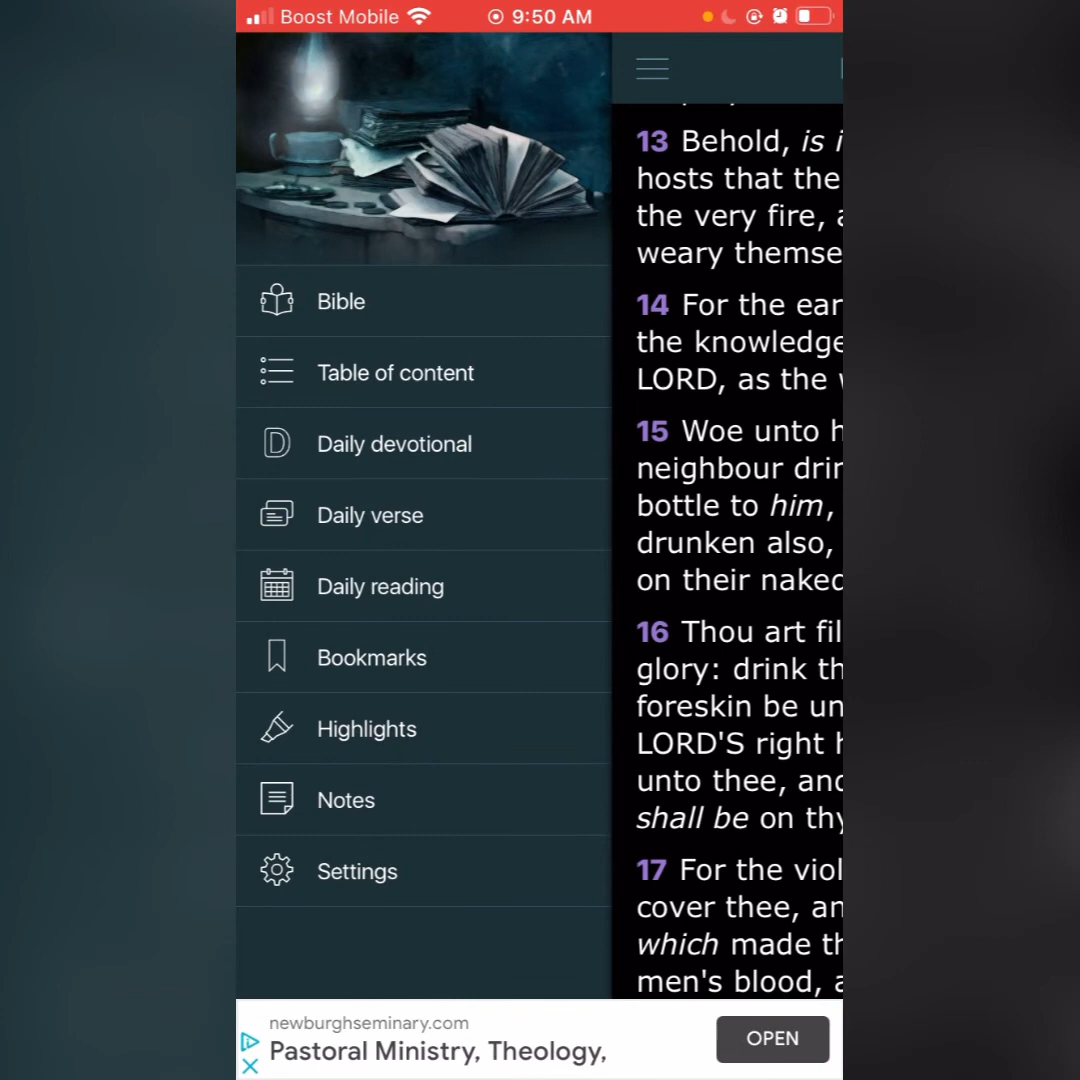 Boost Mobile 9:50 AM
Bible
Table of content
Daily devotional
Daily verse
Daily reading
Bookmarks
Highlights
Notes
Settings
13 Behold, is i
hosts that the
the very fire, a
weary themse
14 For the ear
the knowledge
LORD, as the w
15 Woe unto h
neighbour drin
bottle to him,
drunken also,
on their naked
16 Thou art fil
glory: drink th
foreskin be un
LORD'S right h
unto thee, and
shall be on thy
17 For the viol
cover thee, an
which made th
men's blood, a
newburghseminary.com
Pastoral Ministry, Theology,
OPEN